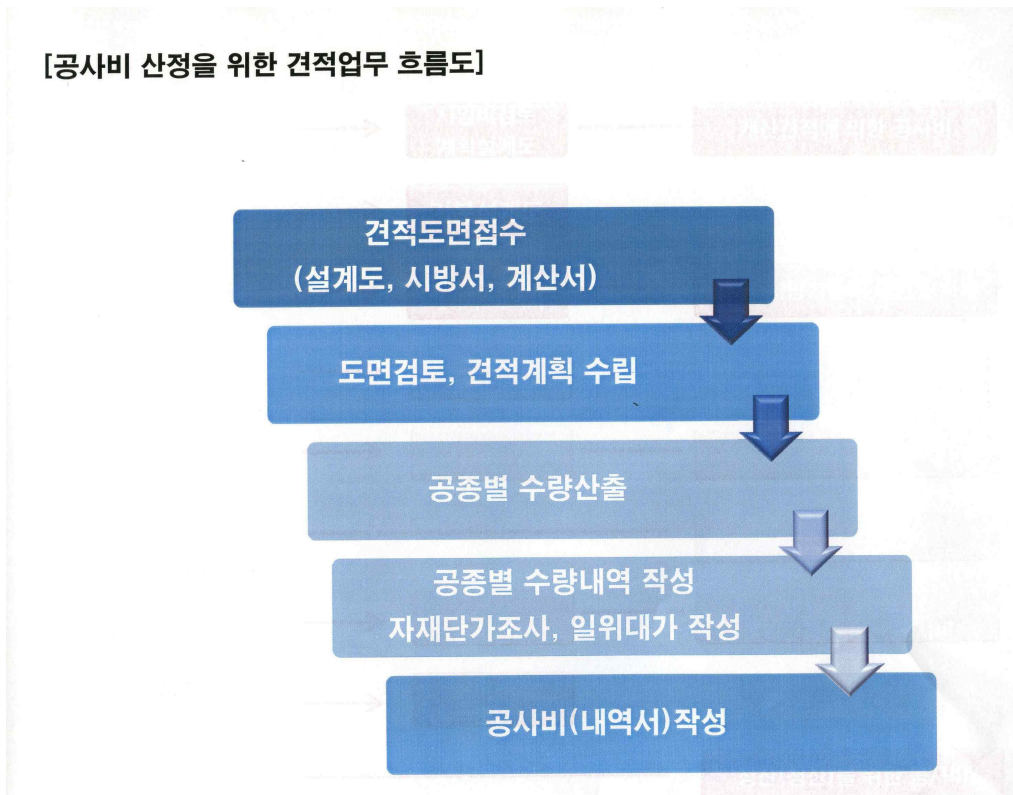 [공사비 산정을 위한 견적업무 흐름도]
견적도면접수
(설계도, 시방서, 계산서)
도면검토, 견적계획 수립
공종별 수량산출
공종별 수량내역 작성
자재단가조사, 일위대가 작성
공사비(내역서)작성